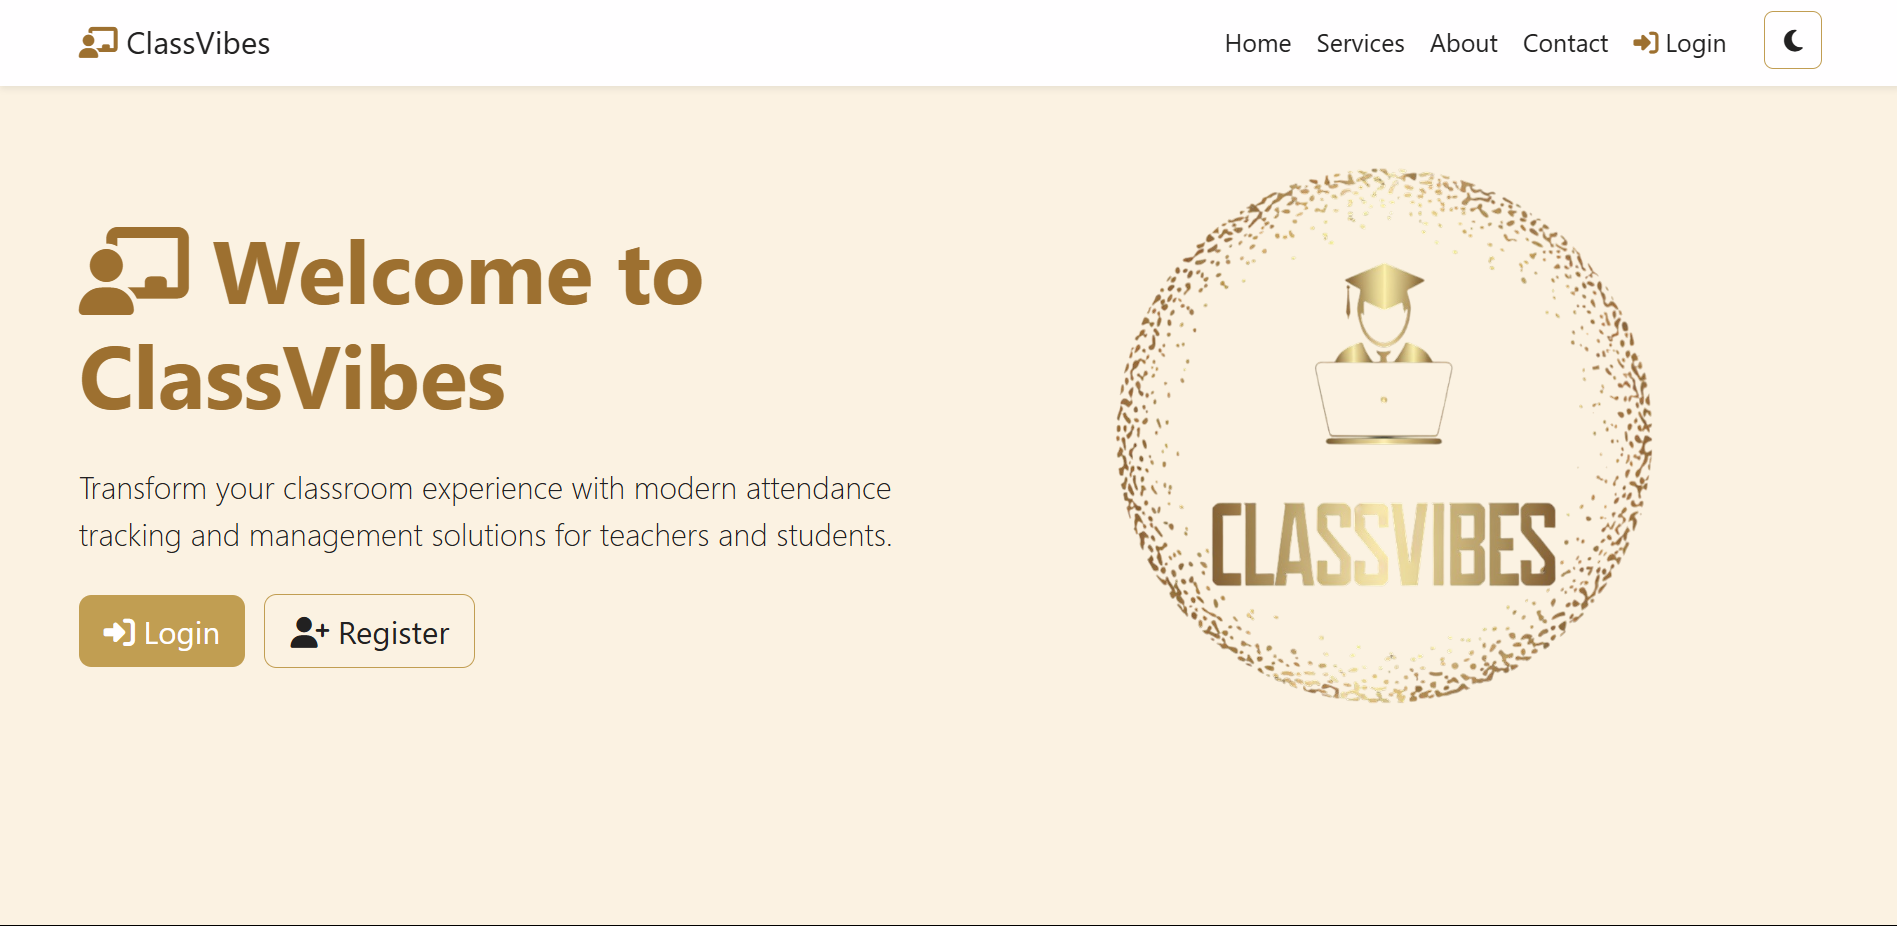 ClassVibes
Home Services About Contact Login
Welcome to
ClassVibes
Transform your classroom experience with modern attendance
tracking and management solutions for teachers and students.
Login Register
CLASSVIBES